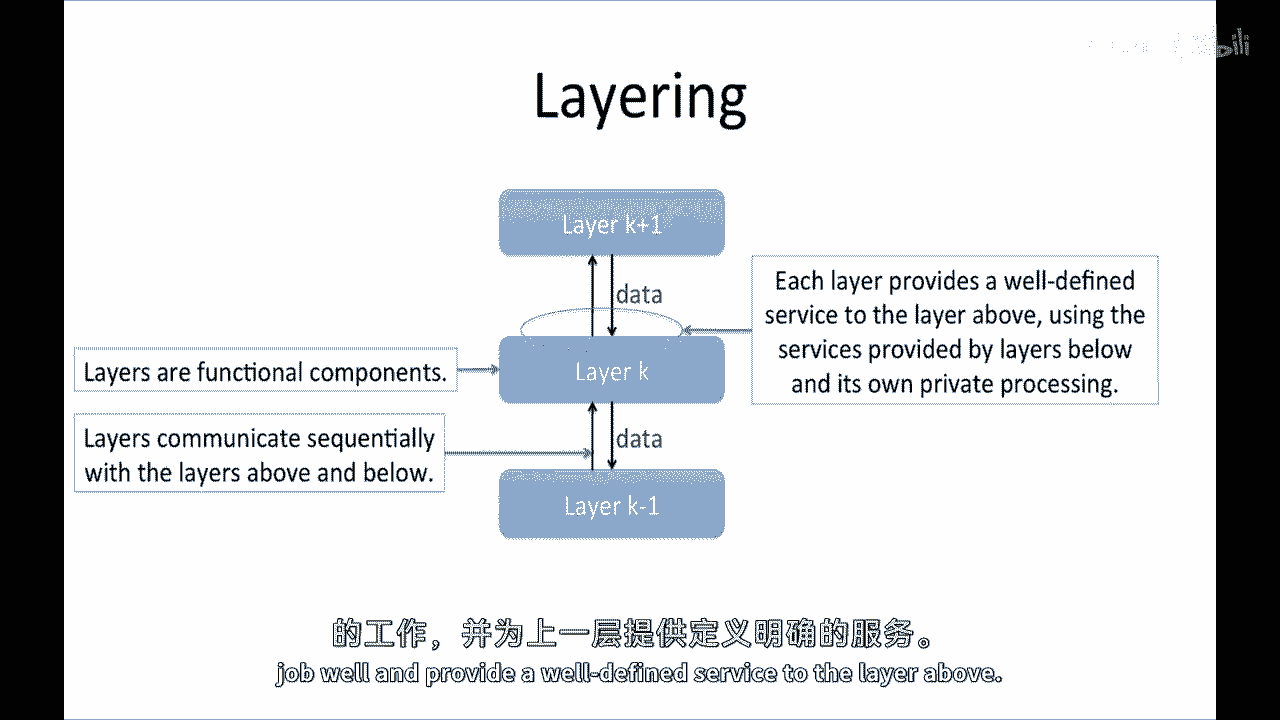 Layering
Layer k+1
data
Each layer provides a well-defined
service to the layer above, using the
services provided by layers below
and its own private processing.
Layers are functional components.
Layer k
Layers communicate sequentially
with the layers above and below.
data
Layer k-1
的工作，并为上一层提供定义明确的服务。
job well and provide a well-defined service to the layer above.